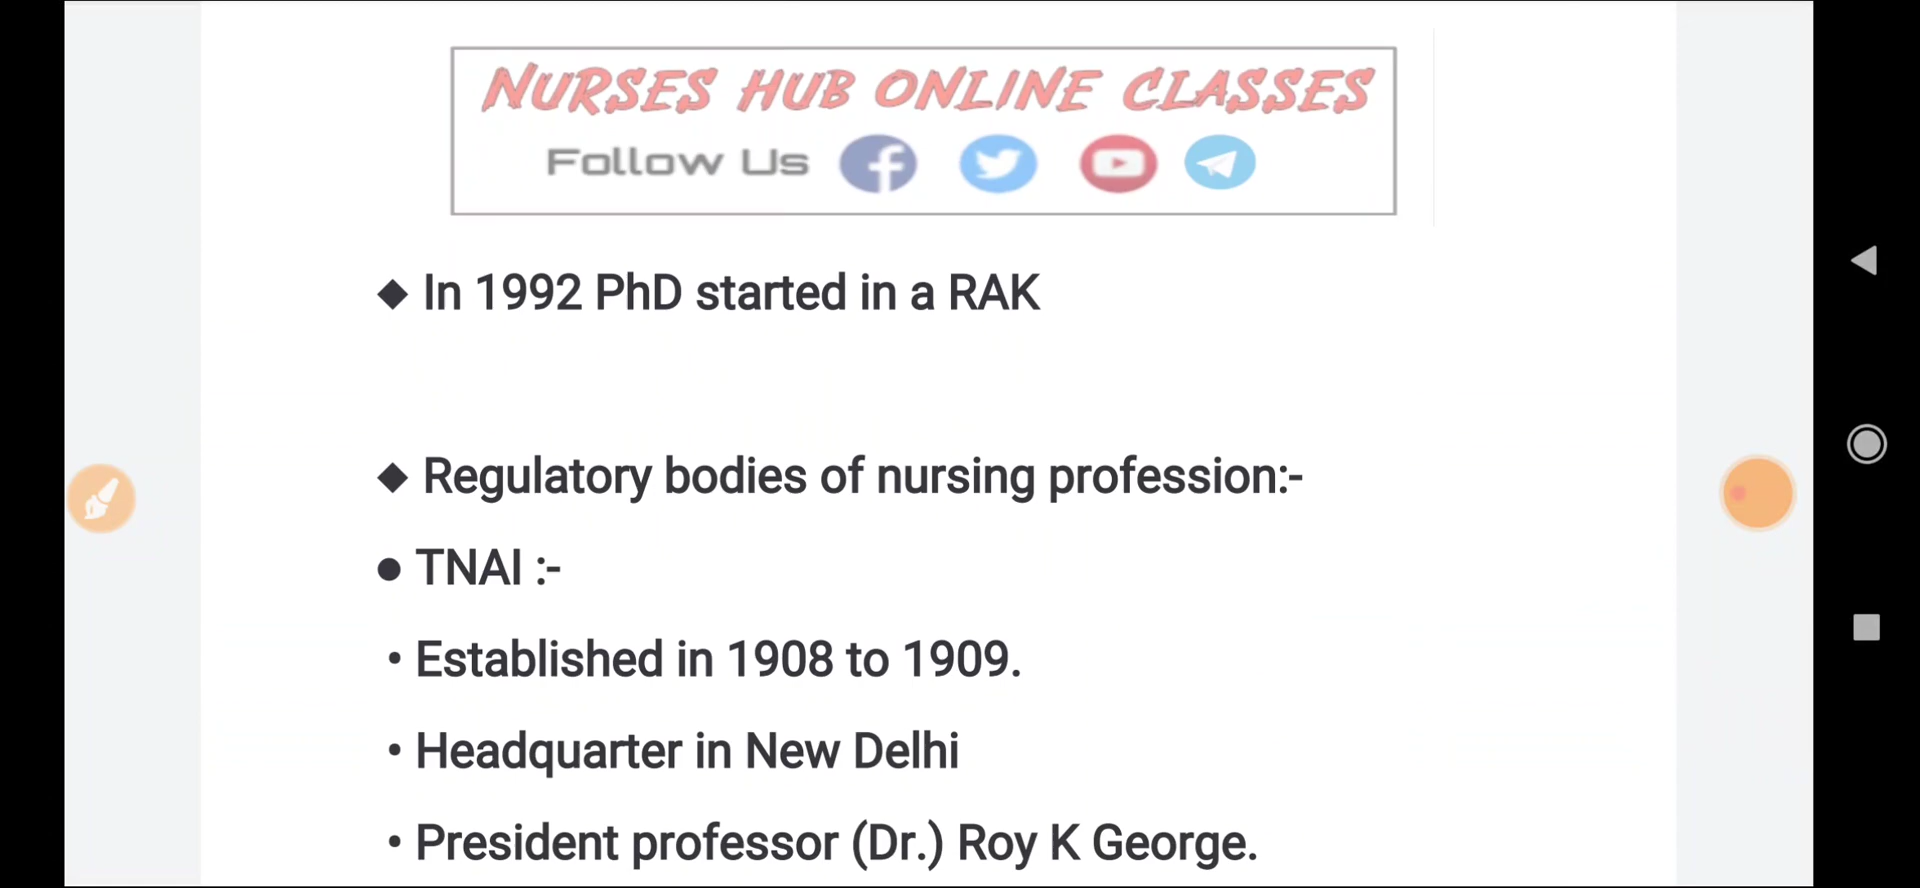 NURSES HUB ONLINE CLASSES
Follow Us
◆ In 1992 PhD started in a RAK
◆ Regulatory bodies of nursing profession:-
● TNAI :-
• Established in 1908 to 1909.
• Headquarter in New Delhi
• President professor (Dr.) Roy K George.